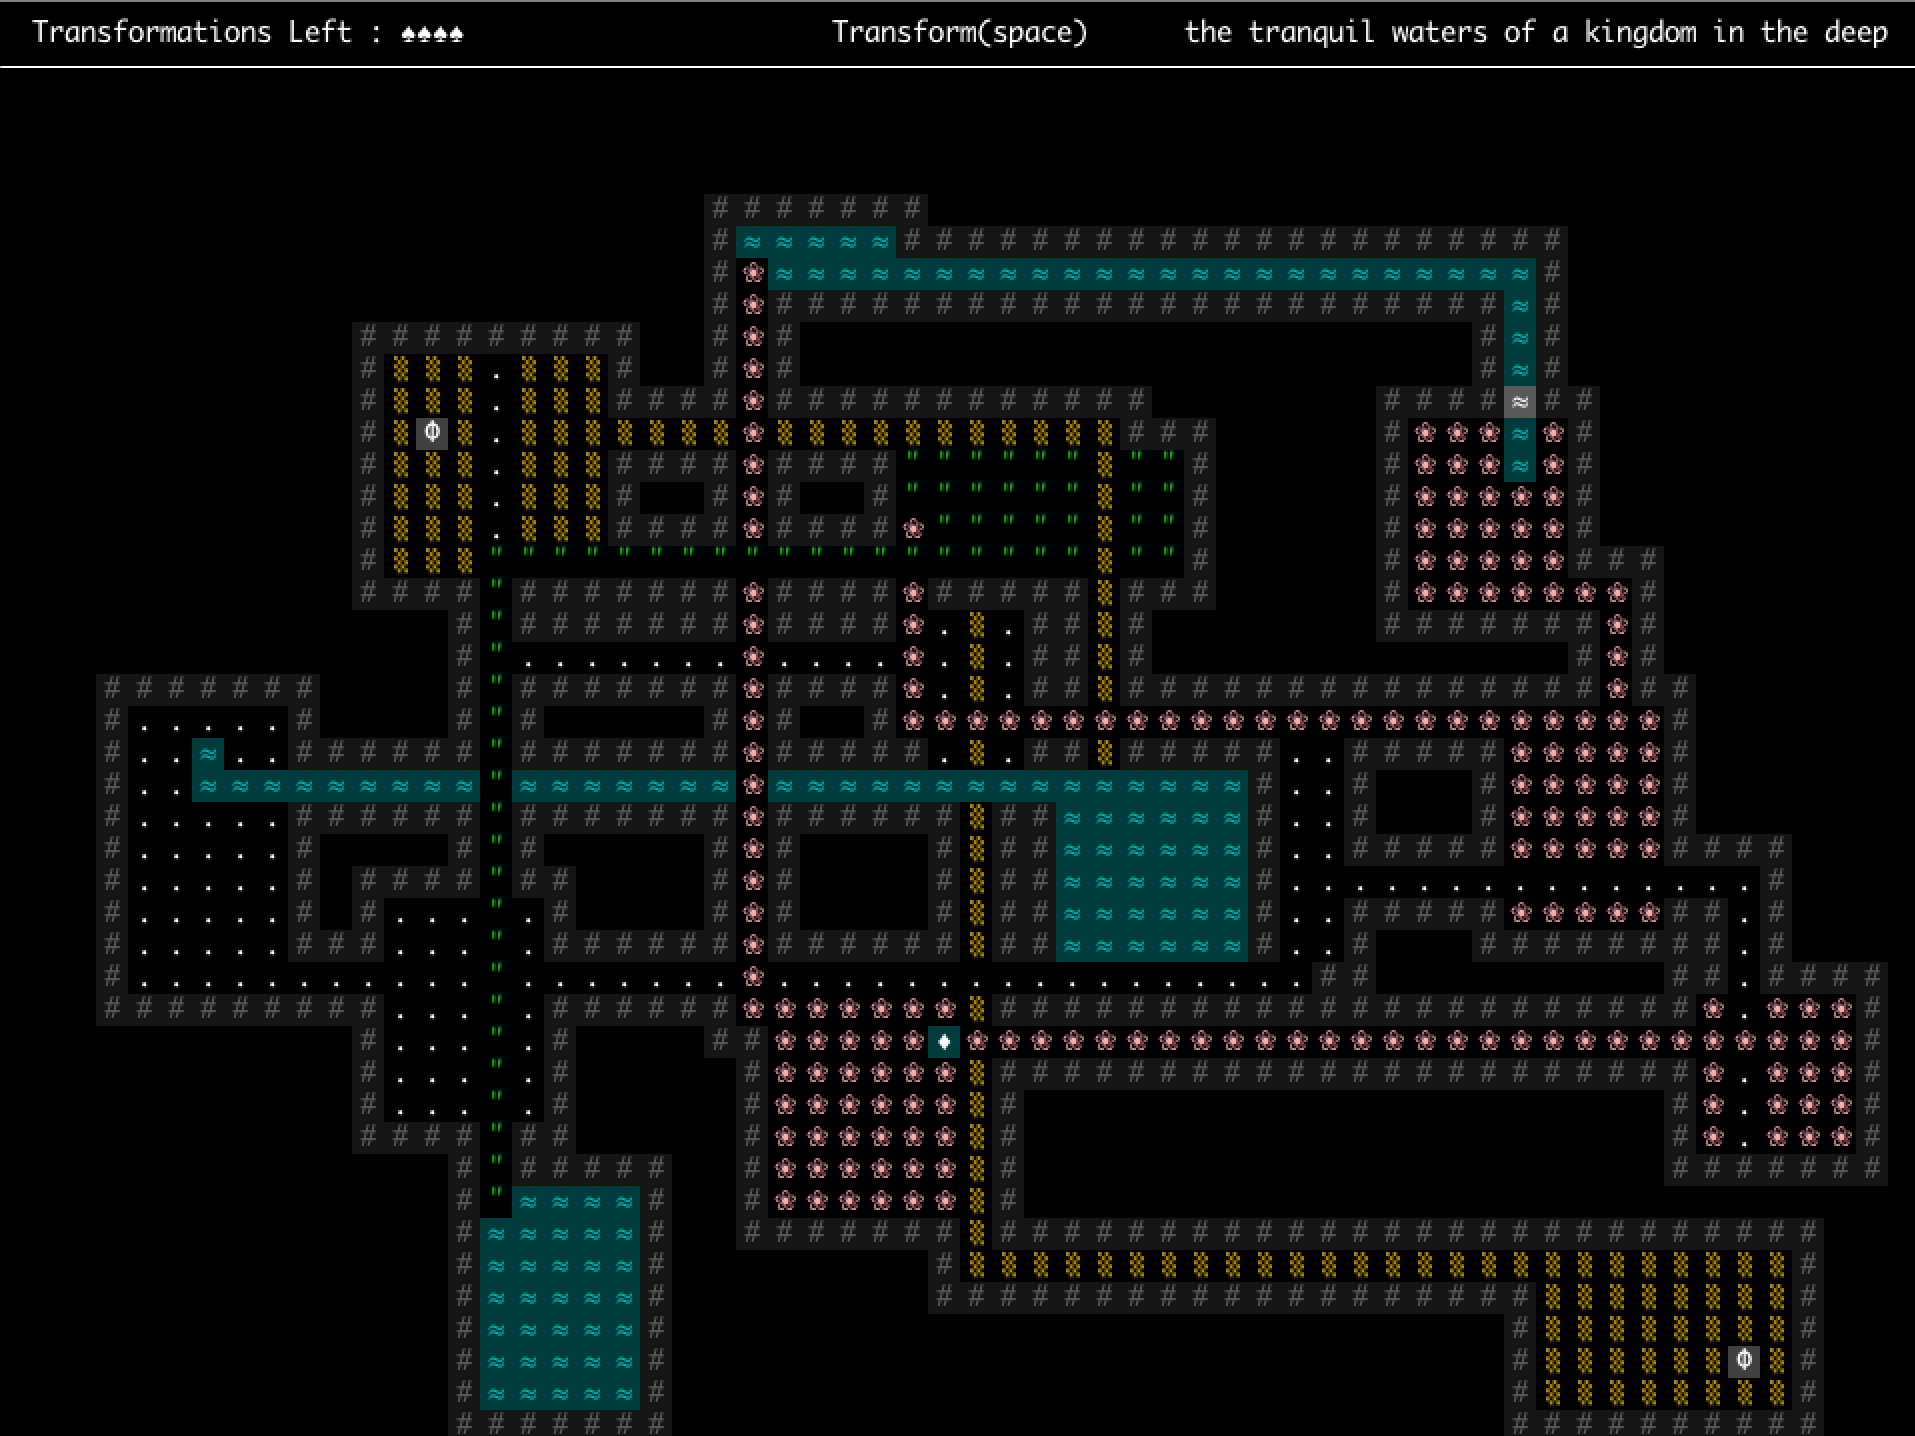 Transformations Left : ♠♠♠♠
Transform(space)
the tranquil waters of a kingdom in the deep